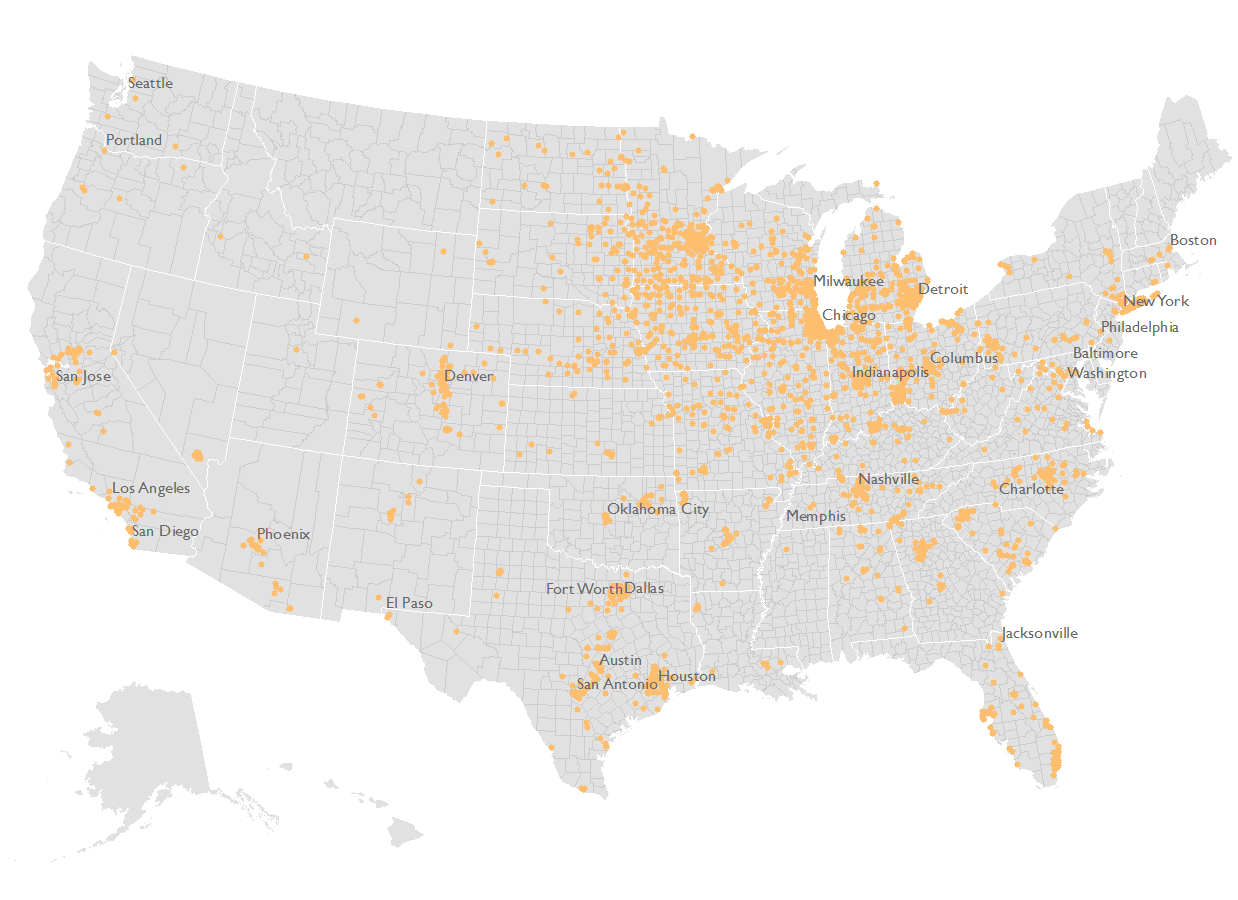 Seattle
Portland
Boston
Milwaukee
Detroit
New York
Chicago
Philadelphia
Baltimore
Columbus
Indianapolis
Washington
San Jose
Denver
Nashville
Los Angeles
Charlotte
Oklahoma City
Memphis
San Diego
Phoenix
Fort Worth
Dallas
El Paso
Jacksonville
Austin
Houston
San Antonio